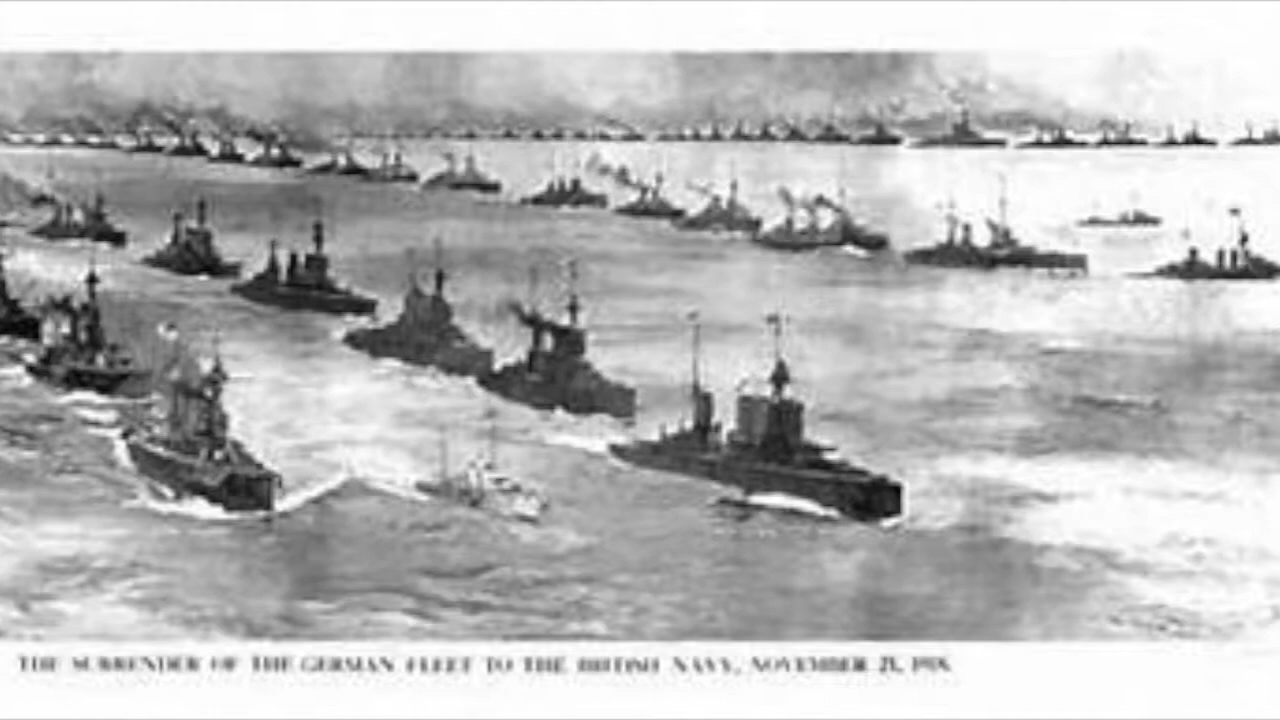 THE SURRENDER OF THE GERMAN FLEET TO THE BRITISH NAVY, NOVEMBER 21, 1918.